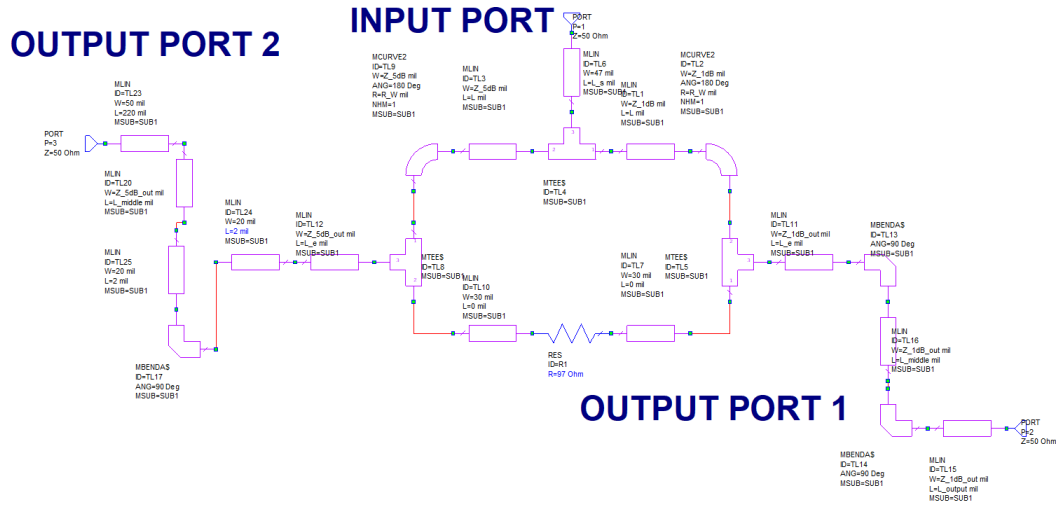 INPUT PORT
OUTPUT PORT 2
PORT
P=1
Z=50 Ohm
MCURVE2
ID=TL9
W=Z_5dB mil
ANG=180 Deg
R=R_W mil
NHM=1
MSUB=SUB1
MLIN
ID=TL3
W=Z_5dB mil
L=L mil
MSUB=SUB1
MLIN
ID=TL6
W=47 mil
L=L_s mil
MSUB=SUB1
MLIN
ID=TL1
W=Z_1dB mil
L=L mil
MSUB=SUB1
MCURVE2
ID=TL2
W=Z_1dB mil
ANG=180 Deg
R=R_W mil
NHM=1
MSUB=SUB1
MLIN
ID=TL23
W=50 mil
L=220 mil
MSUB=SUB1
PORT
P=3
Z=50 Ohm
3
2
1
MTEE$
ID=TL4
MSUB=SUB1
MLIN
ID=TL20
W=Z_5dB_out mil
L=L_middle mil
MSUB=SUB1
MLIN
ID=TL24
W=20 mil
L=2 mil
MSUB=SUB1
MLIN
ID=TL12
W=Z_5dB_out mil
L=L_e mil
MSUB=SUB1
MLIN
ID=TL11
W=Z_1dB_out mil
L=L_e mil
MSUB=SUB1
MBENDA$
ID=TL13
ANG=90 Deg
MSUB=SUB1
MLIN
ID=TL25
W=20 mil
L=2 mil
MSUB=SUB1
3
2
MTEE$
ID=TL8
MSUB=SUB1
MLIN
ID=TL10
W=30 mil
L=0 mil
MSUB=SUB1
MLIN
ID=TL7
W=30 mil
L=0 mil
MSUB=SUB1
MTEE$
ID=TL5
MSUB=SUB1
2
3
1
MLIN
ID=TL16
W=Z_1dB_out mil
L=L_middle mil
MSUB=SUB1
MBENDA$
ID=TL17
ANG=90 Deg
MSUB=SUB1
RES
ID=R1
R=97 Ohm
OUTPUT PORT 1
PORT
P=2
Z=50 Ohm
MBENDA$
ID=TL14
ANG=90 Deg
MSUB=SUB1
MLIN
ID=TL15
W=Z_1dB_out mil
L=L_output mil
MSUB=SUB1